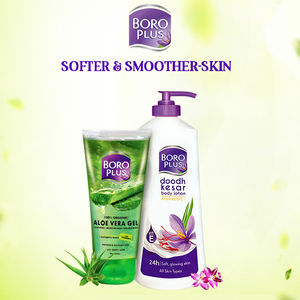 BORO
PLUS
SOFTER & SMOOTHER-SKIN
BORO
PLUS
100% ORGANIC
ALOE VERA GEL
BORO
PLUS
doodh
kesar
body lotion
AYURVEDIC
E
24h Soft, glowing skin
All Skin Types